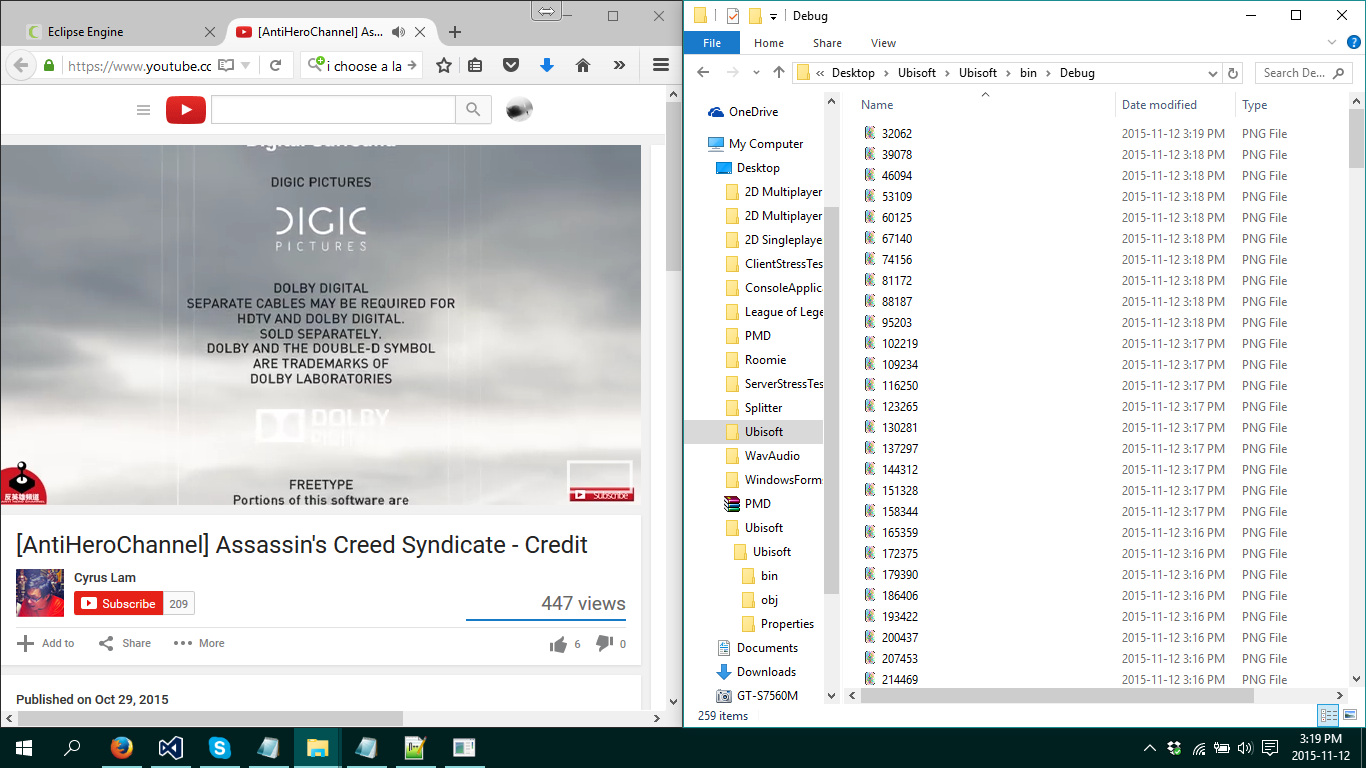 Eclipse Engine
[AntiHeroChannel] As...
https://www.youtube.cc
i choose a la
Digital Surround
DIGIC PICTURES
DIGIC
PICTURES
DOLBY DIGITAL
SEPARATE CABLES MAY BE REQUIRED FOR
HDTV AND DOLBY DIGITAL.
SOLD SEPARATELY.
DOLBY AND THE DOUBLE-D SYMBOL
ARE TRADEMARKS OF
DOLBY LABORATORIES
DOLBY
DIGITAL
FREETYPE
Portions of this software are
反英雄頻道
Subscribe
[AntiHeroChannel] Assassin's Creed Syndicate - Credit
Cyrus Lam
Subscribe 209
447 views
Add to Share More 6 0
Published on Oct 29, 2015
Debug
File Home Share View
« Desktop Ubisoft Ubisoft bin Debug
Search De...
OneDrive
My Computer
Desktop
2D Multiplayer
2D Multiplayer
2D Singleplaye
ClientStressTes
ConsoleApplica
League of Lege
PMD
Roomie
ServerStressTes
Splitter
Ubisoft
WavAudio
WindowsForm
PMD
Ubisoft
Ubisoft
bin
obj
Properties
Documents
Downloads
GT-S7560M
Name Date modified Type
32062 2015-11-12 3:19 PM PNG File
39078 2015-11-12 3:18 PM PNG File
46094 2015-11-12 3:18 PM PNG File
53109 2015-11-12 3:18 PM PNG File
60125 2015-11-12 3:18 PM PNG File
67140 2015-11-12 3:18 PM PNG File
74156 2015-11-12 3:18 PM PNG File
81172 2015-11-12 3:18 PM PNG File
88187 2015-11-12 3:18 PM PNG File
95203 2015-11-12 3:18 PM PNG File
102219 2015-11-12 3:17 PM PNG File
109234 2015-11-12 3:17 PM PNG File
116250 2015-11-12 3:17 PM PNG File
123265 2015-11-12 3:17 PM PNG File
130281 2015-11-12 3:17 PM PNG File
137297 2015-11-12 3:17 PM PNG File
144312 2015-11-12 3:17 PM PNG File
151328 2015-11-12 3:17 PM PNG File
158344 2015-11-12 3:17 PM PNG File
165359 2015-11-12 3:16 PM PNG File
172375 2015-11-12 3:16 PM PNG File
179390 2015-11-12 3:16 PM PNG File
186406 2015-11-12 3:16 PM PNG File
193422 2015-11-12 3:16 PM PNG File
200437 2015-11-12 3:16 PM PNG File
207453 2015-11-12 3:16 PM PNG File
214469 2015-11-12 3:16 PM PNG File
259 items
3:19 PM
2015-11-12